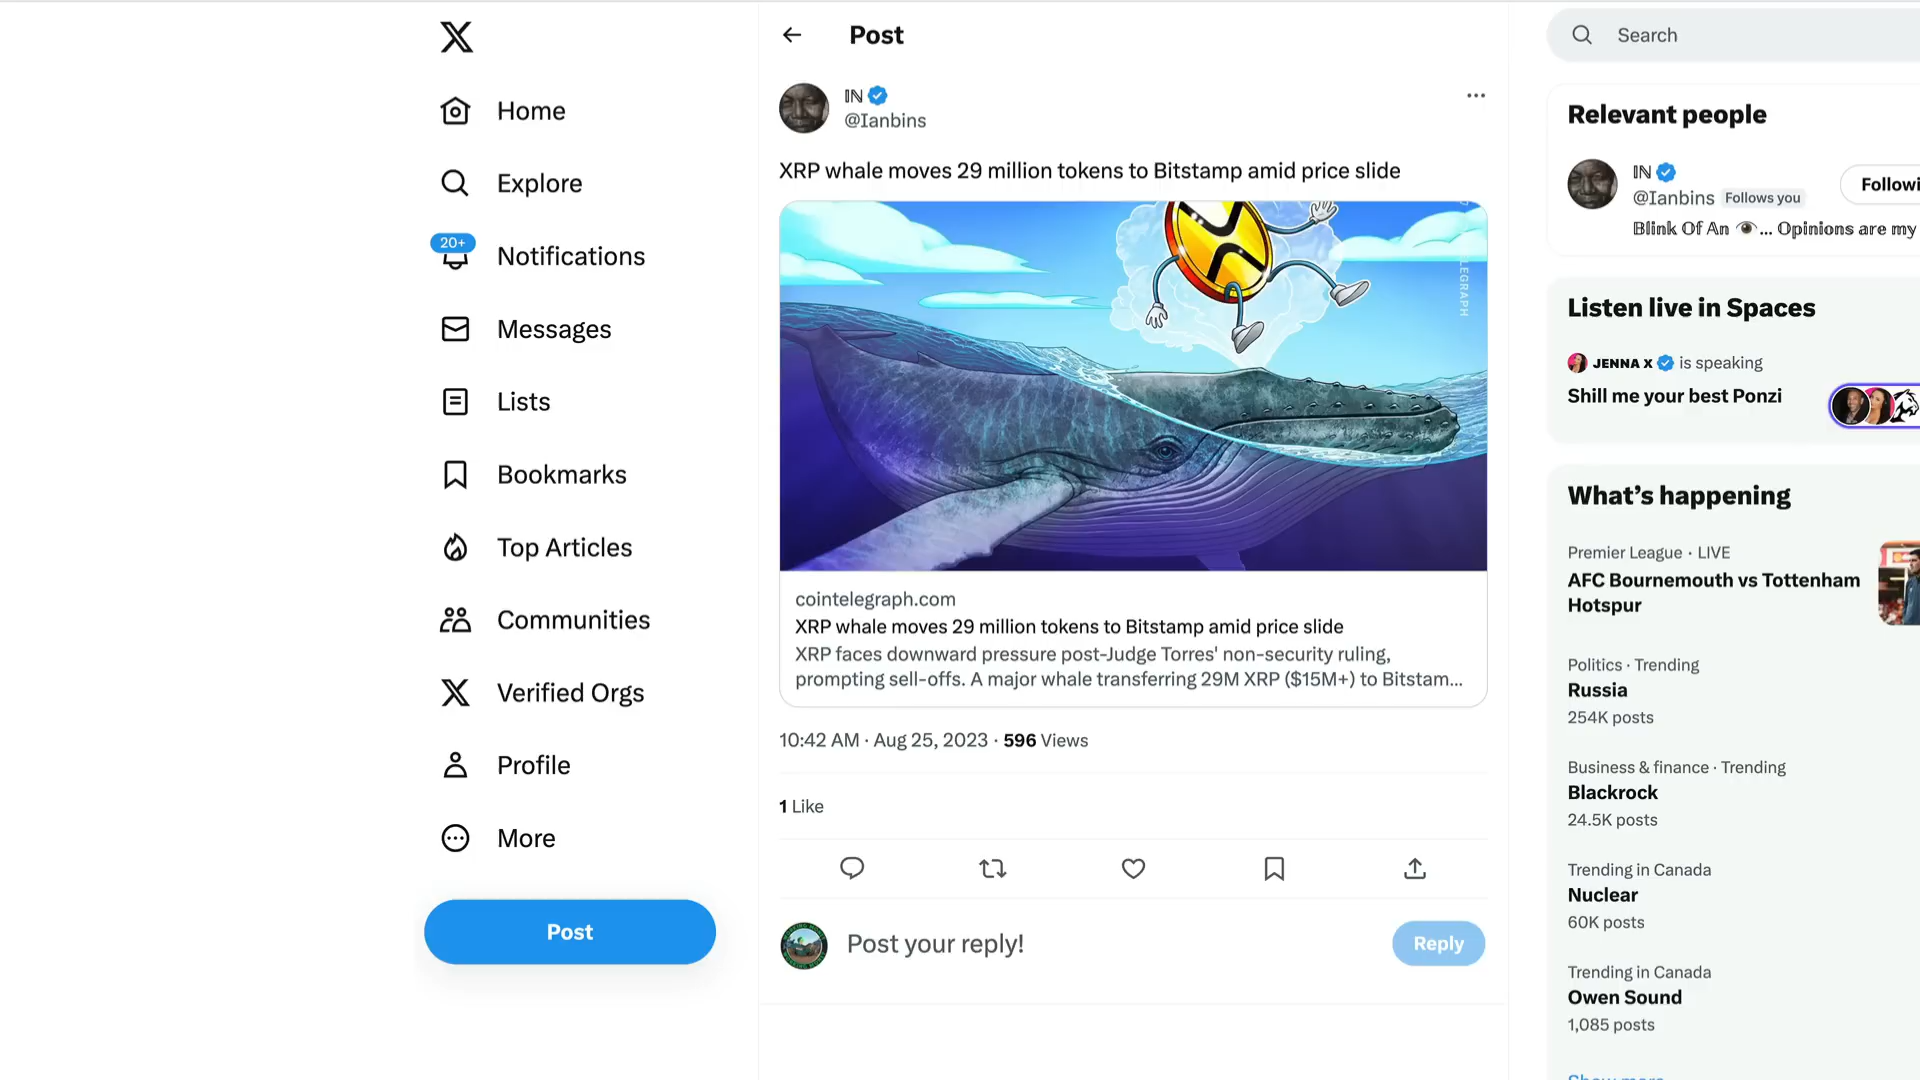 Home
Explore
20+
Notifications
Messages
Lists
Bookmarks
Top Articles
Communities
Verified Orgs
Profile
More
Post
Post
IN
@Ianbins
XRP whale moves 29 million tokens to Bitstamp amid price slide
LEGRAPH
cointelegraph.com
XRP whale moves 29 million tokens to Bitstamp amid price slide
XRP faces downward pressure post-Judge Torres' non-security ruling,
prompting sell-offs. A major whale transferring 29M XRP ($15M+) to Bitstam...
10:42 AM · Aug 25, 2023 · 596 Views
1 Like
Post your reply!
Reply
Search
Relevant people
IN
@Ianbins Follows you
Followi
Blink Of An 👁️... Opinions are my
Listen live in Spaces
JENNA X is speaking
Shill me your best Ponzi
What's happening
Premier League · LIVE
AFC Bournemouth vs Tottenham
Hotspur
Politics · Trending
Russia
254K posts
Business & finance · Trending
Blackrock
24.5K posts
Trending in Canada
Nuclear
60K posts
Trending in Canada
Owen Sound
1,085 posts
Show more